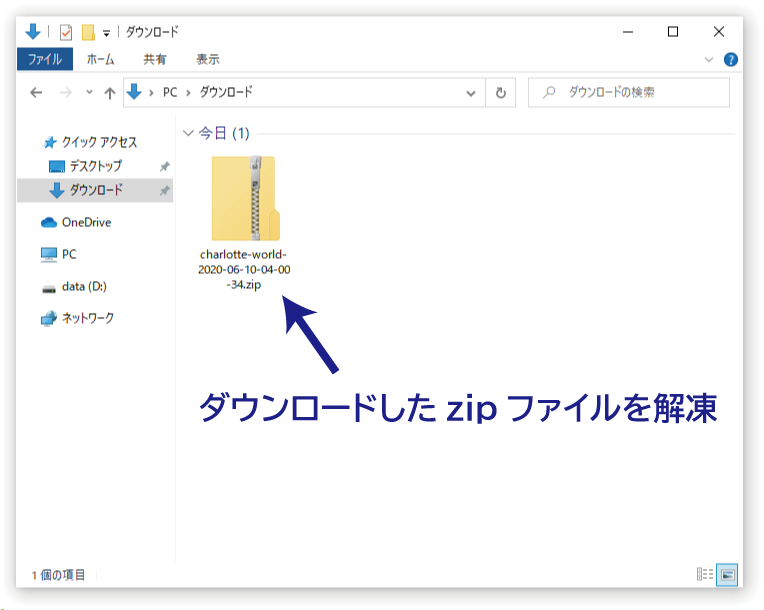 ダウンロード
ファイル ホーム 共有 表示
PC ダウンロード ダウンロードの検索
クイック アクセス
デスクトップ
ダウンロード
OneDrive
PC
data (D:)
ネットワーク
今日 (1)
charlotte-world-
2020-06-10-04-00
-34.zip
ダウンロードした zip ファイルを解凍
1 個の項目